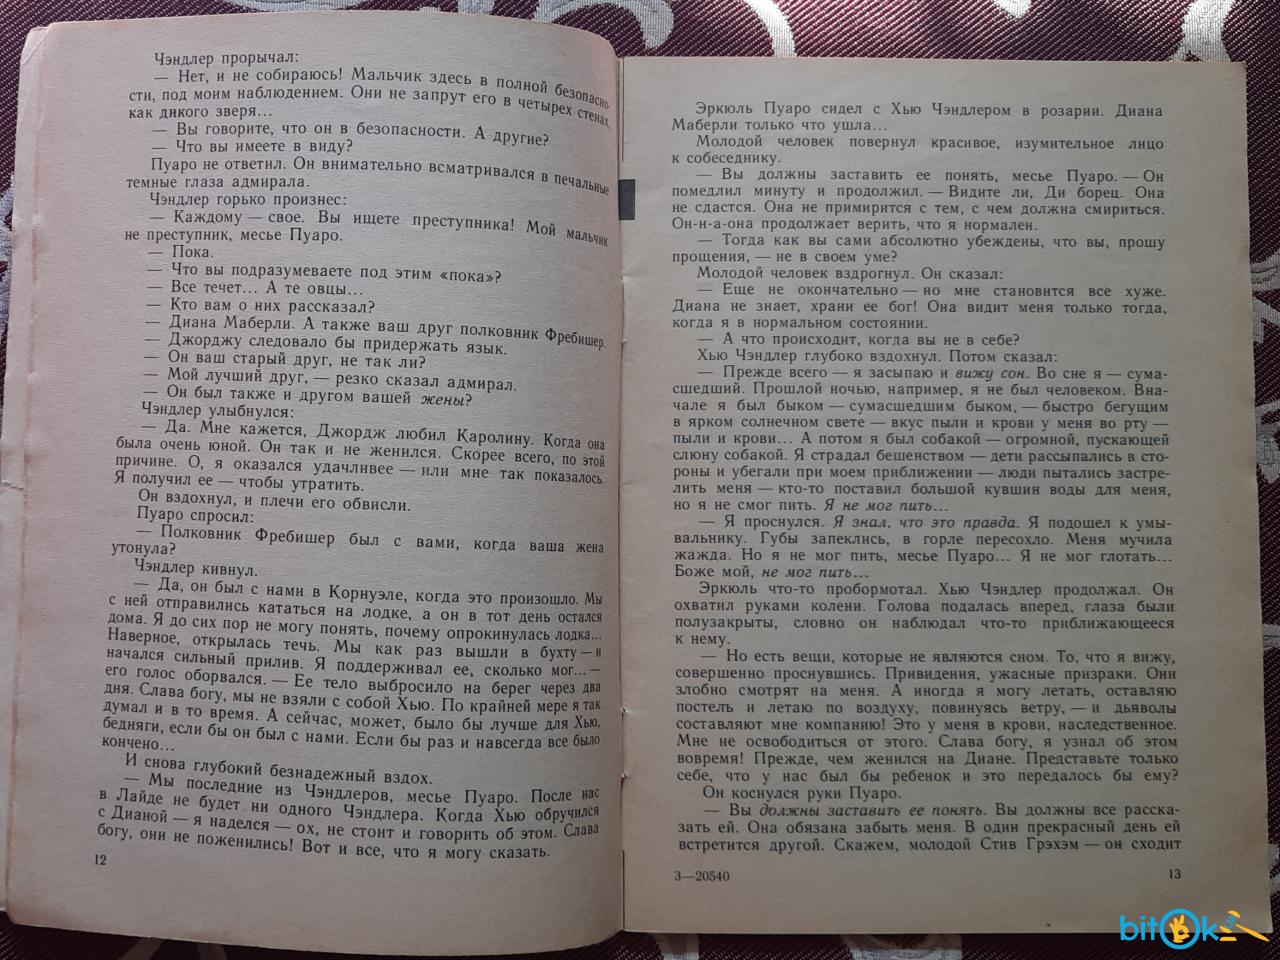 Чэндлер прорычал:
— Нет, и не собираюсь! Мальчик здесь в полной безопасно-
сти, под моим наблюдением. Они не запрут его в четырех стенах,
как дикого зверя...
— Вы говорите, что он в безопасности. А другие?
— Что вы имеете в виду?
Пуаро не ответил. Он внимательно всматривался в печальные
темные глаза адмирала.
Чэндлер горько произнес:
— Каждому — свое. Вы ищете преступника! Мой мальчик
не преступник, месье Пуаро.
— Пока.
— Что вы подразумеваете под этим «пока»?
— Все течет... А те овцы...
— Кто вам о них рассказал?
— Диана Маберли. А также ваш друг полковник Фребишер.
— Джорджу следовало бы придержать язык.
— Он ваш старый друг, не так ли?
— Мой лучший друг, — резко сказал адмирал.
— Он был также и другом вашей жены?
Чэндлер улыбнулся:
— Да. Мне кажется, Джордж любил Каролину. Когда она
была очень юной. Он так и не женился. Скорее всего, по этой
причине. О, я оказался удачливее — или мне так показалось.
Я получил ее — чтобы утратить.
Он вздохнул, и плечи его обвисли.
Пуаро спросил:
— Полковник Фребишер был с вами, когда ваша жена
утонула?
Чэндлер кивнул.
— Да, он был с нами в Корнуэле, когда это произошло. Мы
с ней отправились кататься на лодке, а он в тот день остался
дома. Я до сих пор не могу понять, почему опрокинулась лодка...
Наверное, открылась течь. Мы как раз вышли в бухту — и
начался сильный прилив. Я поддерживал ее, сколько мог... —
его голос оборвался. — Ее тело выбросило на берег через два
дня. Слава богу, мы не взяли с собой Хью. По крайней мере я так
думал и в то время. А сейчас, может, было бы лучше для Хью,
бедняги, если бы он был с нами. Если бы раз и навсегда все было
кончено...
И снова глубокий безнадежный вздох.
— Мы последние из Чэндлеров, месье Пуаро. После нас
в Лайде не будет ни одного Чэндлера. Когда Хью обручился
с Дианой — я наделся — ох, не стоит и говорить об этом. Слава
богу, они не поженились! Вот и все, что я могу сказать.
12
Эркюль Пуаро сидел с Хью Чэндлером в розарии. Диана
Маберли только что ушла...
Молодой человек повернул красивое, изумительное лицо
к собеседнику.
— Вы должны заставить ее понять, месье Пуаро. — Он
помедлил минуту и продолжил. — Видите ли, Ди борец. Она
не сдастся. Она не примирится с тем, с чем должна смириться.
Он-н-а-она продолжает верить, что я нормален.
— Тогда как вы сами абсолютно убеждены, что вы, прошу
прощения, — не в своем уме?
Молодой человек вздрогнул. Он сказал:
— Еще не окончательно — но мне становится все хуже.
Диана не знает, храни ее бог! Она видит меня только тогда,
когда я в нормальном состоянии.
— А что происходит, когда вы не в себе?
Хью Чэндлер глубоко вздохнул. Потом сказал:
— Прежде всего — я засыпаю и вижу сон. Во сне я — сума-
сшедший. Прошлой ночью, например, я не был человеком. Вна-
чале я был быком — сумасшедшим быком, — быстро бегущим
в ярком солнечном свете — вкус пыли и крови у меня во рту —
пыли и крови... А потом я был собакой — огромной, пускающей
слюну собакой. Я страдал бешенством — дети рассыпались в сто-
роны и убегали при моем приближении — люди пытались застре-
лить меня — кто-то поставил большой кувшин воды для меня,
но я не смог пить. Я не мог пить...
— Я проснулся. Я знал, что это правда. Я подошел к умы-
вальнику. Губы запеклись, в горле пересохло. Меня мучила
жажда. Но я не мог пить, месье Пуаро... Я не мог глотать...
Боже мой, не мог пить...
Эркюль что-то пробормотал. Хью Чэндлер продолжал. Он
охватил руками колени. Голова подалась вперед, глаза были
полузакрыты, словно он наблюдал что-то приближающееся
к нему.
— Но есть вещи, которые не являются сном. То, что я вижу,
совершенно проснувшись. Привидения, ужасные призраки. Они
злобно смотрят на меня. А иногда я могу летать, оставляю
постель и летаю по воздуху, повинуясь ветру, — и дьяволы
составляют мне компанию! Это у меня в крови, наследственное.
Мне не освободиться от этого. Слава богу, я узнал об этом
вовремя! Прежде, чем женился на Диане. Представьте только
себе, что у нас был бы ребенок и это передалось бы ему?
Он коснулся руки Пуаро.
— Вы должны заставить ее понять. Вы должны все расска-
зать ей. Она обязана забыть меня. В один прекрасный день ей
встретится другой. Скажем, молодой Стив Грэхэм — он сходит
3—20540
13
bitOk